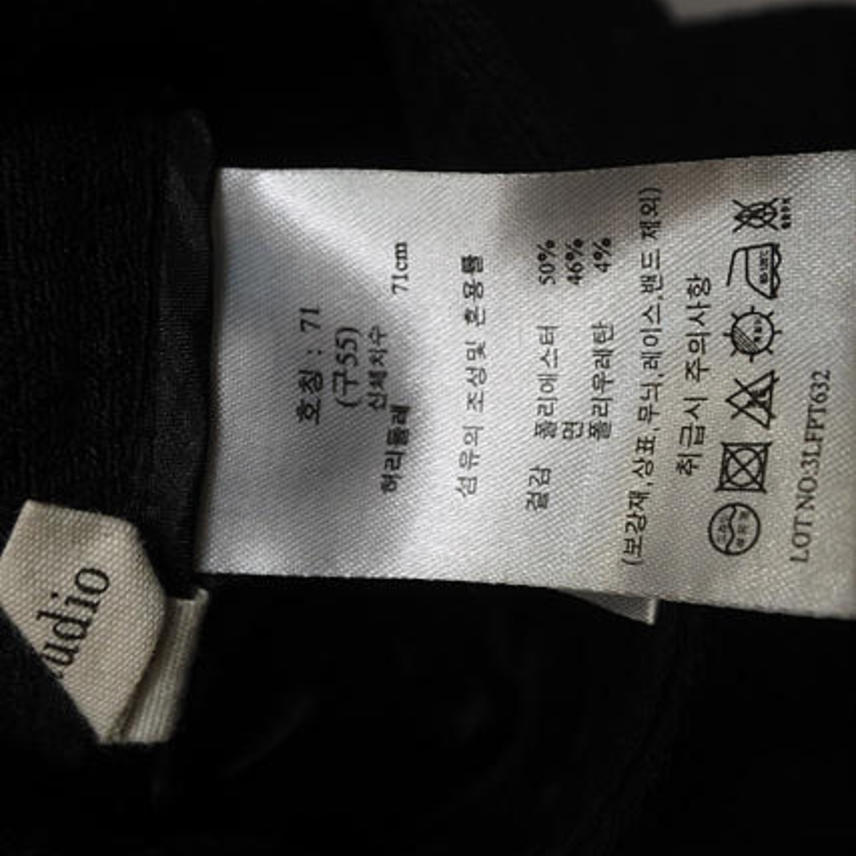 호칭 : 71
(구55)
신체치수
허리둘레 71cm
섬유의 조성및 혼용률
겉감 폴리에스터 50%
면 46%
폴리우레탄 4%
(보강재,상표,무늬,레이스,밴드 제외)
취급시 주의사항
LOT NO:3LFPT632
udio